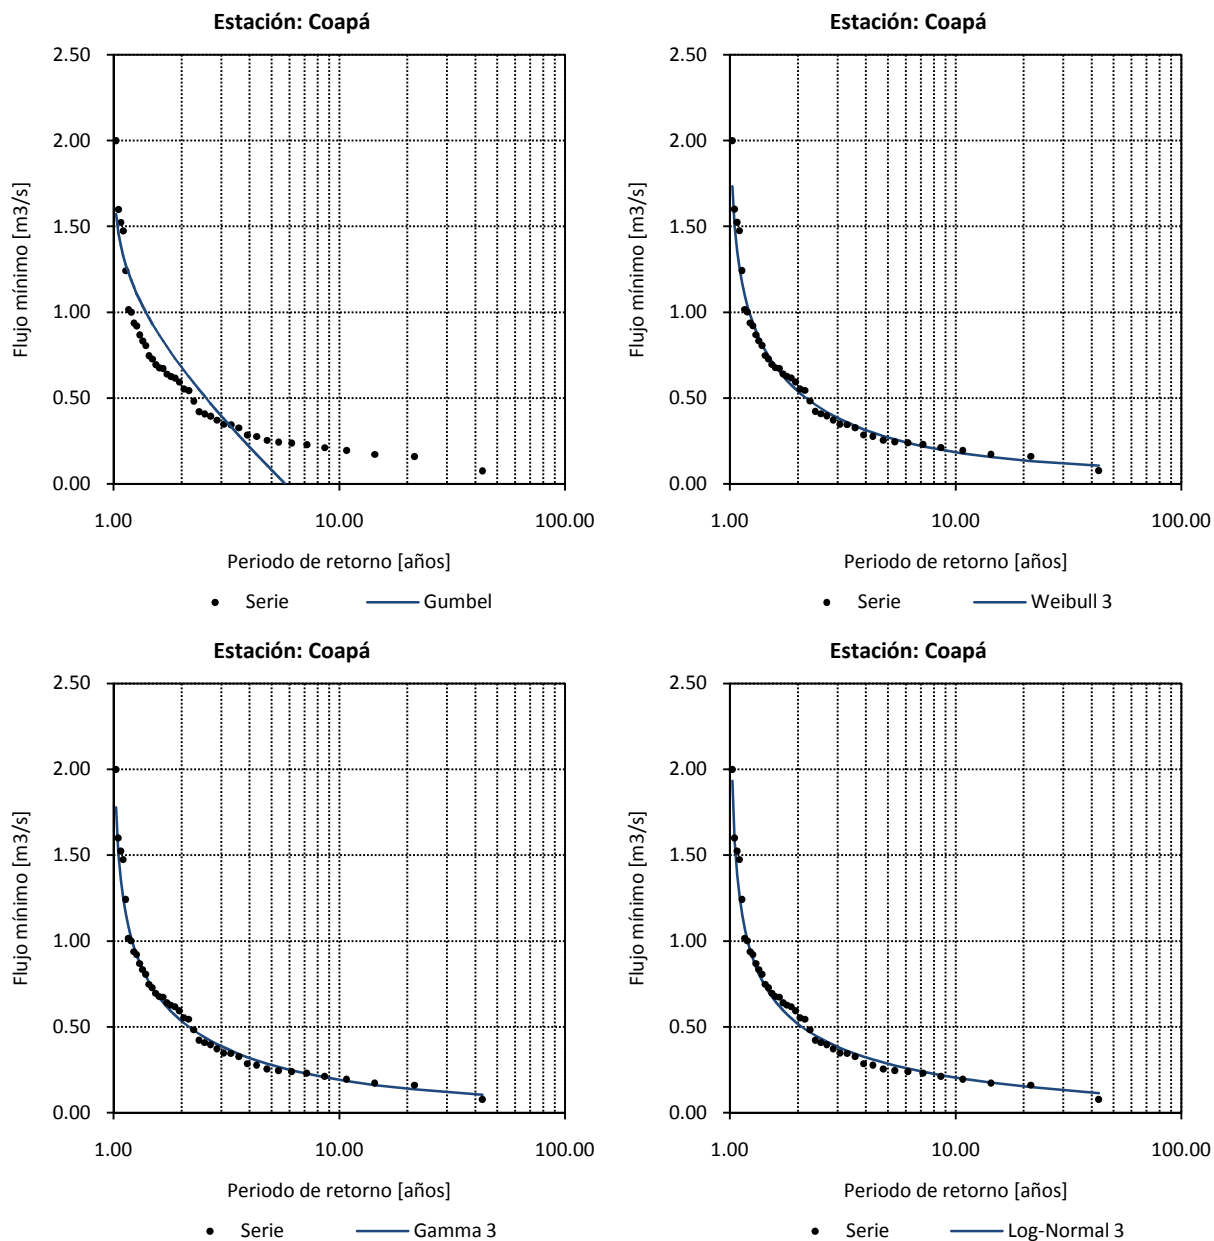 Estación: Coapá
2.50
2.00
1.50
1.00
0.50
0.00
Flujo mínimo [m3/s]
1.00 10.00 100.00
Periodo de retorno [años]
Serie Gumbel
Estación: Coapá
2.50
2.00
1.50
1.00
0.50
0.00
Flujo mínimo [m3/s]
1.00 10.00 100.00
Periodo de retorno [años]
Serie Weibull 3
Estación: Coapá
2.50
2.00
1.50
1.00
0.50
0.00
Flujo mínimo [m3/s]
1.00 10.00 100.00
Periodo de retorno [años]
Serie Gamma 3
Estación: Coapá
2.50
2.00
1.50
1.00
0.50
0.00
Flujo mínimo [m3/s]
1.00 10.00 100.00
Periodo de retorno [años]
Serie Log-Normal 3